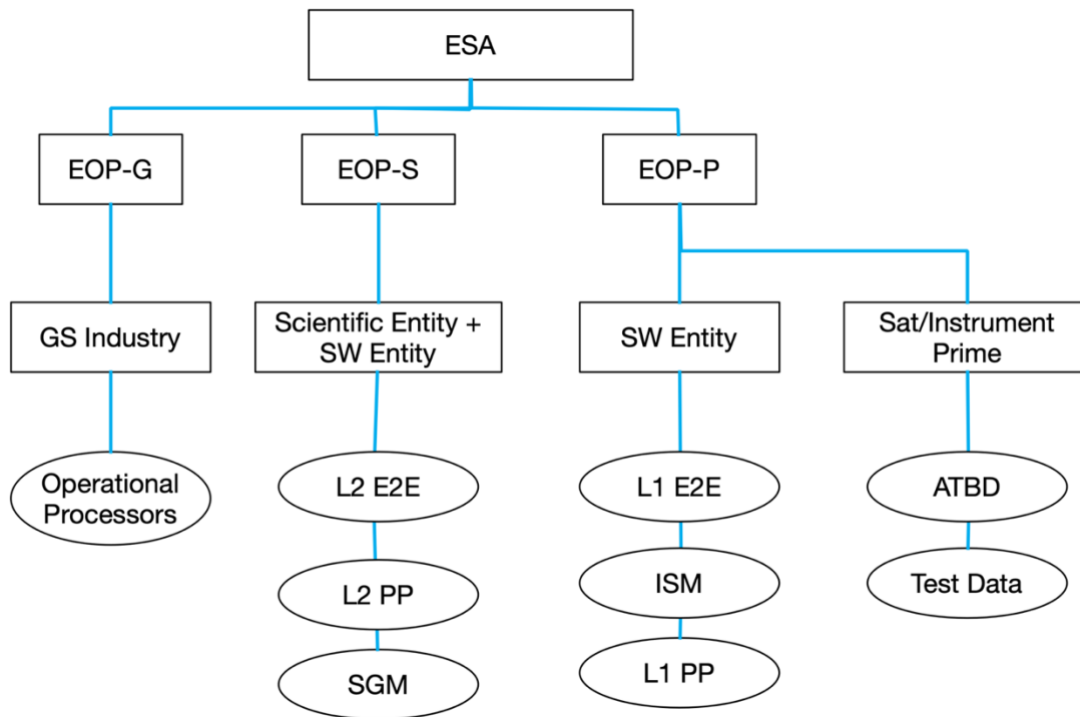 ESA
EOP-G
EOP-S
EOP-P
GS Industry
Scientific Entity +
SW Entity
SW Entity
Sat/Instrument
Prime
Operational
Processors
L2 E2E
L1 E2E
ATBD
L2 PP
ISM
Test Data
SGM
L1 PP